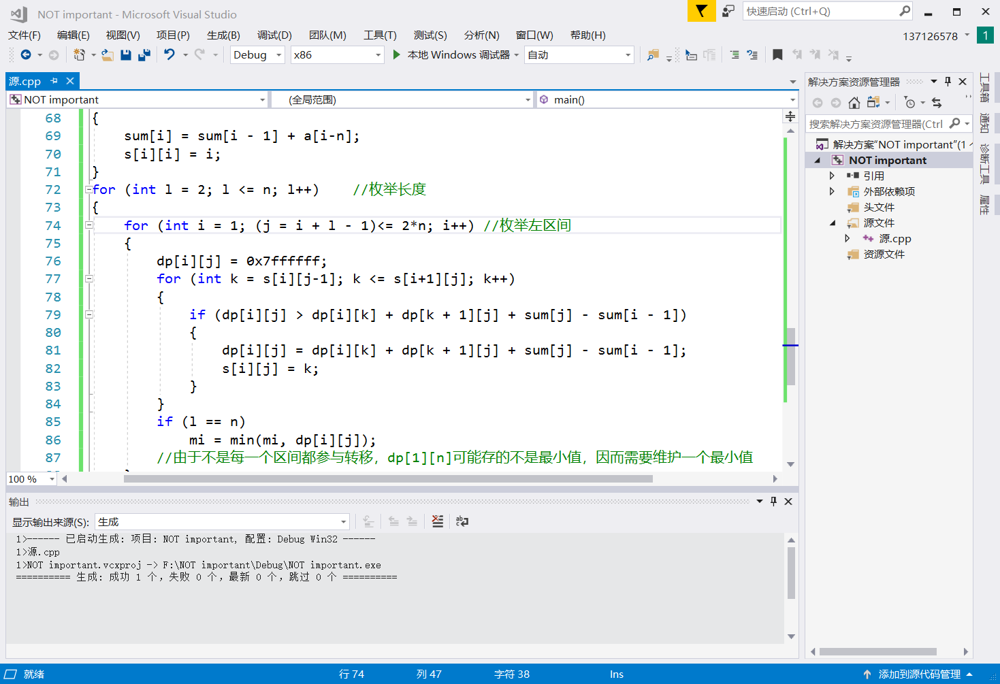 NOT important - Microsoft Visual Studio
快速启动 (Ctrl+Q)
文件(F) 编辑(E) 视图(V) 项目(P) 生成(B) 调试(D) 团队(M) 工具(T) 测试(S) 分析(N) 窗口(W) 帮助(H)
137126578 1
Debug x86 本地 Windows 调试器 自动
源.cpp
NOT important (全局范围) main()
68 {
69 sum[i] = sum[i - 1] + a[i-n];
70 s[i][i] = i;
71 }
72 for (int l = 2; l <= n; l++) //枚举长度
73 {
74 for (int i = 1; (j = i + l - 1)<= 2*n; i++) //枚举左区间
75 {
76 dp[i][j] = 0x7ffffff;
77 for (int k = s[i][j-1]; k <= s[i+1][j]; k++)
78 {
79 if (dp[i][j] > dp[i][k] + dp[k + 1][j] + sum[j] - sum[i - 1])
80 {
81 dp[i][j] = dp[i][k] + dp[k + 1][j] + sum[j] - sum[i - 1];
82 s[i][j] = k;
83 }
84 }
85 if (l == n)
86 mi = min(mi, dp[i][j]);
87 //由于不是每一个区间都参与转移，dp[1][n]可能存的不是最小值，因而需要维护一个最小值
100 %
输出
显示输出来源(S): 生成
1>------ 已启动生成: 项目: NOT important, 配置: Debug Win32 ------
1>源.cpp
1>NOT important.vcxproj -> F:\NOT important\Debug\NOT important.exe
========== 生成: 成功 1 个，失败 0 个，最新 0 个，跳过 0 个 ==========
解决方案资源管理器
搜索解决方案资源管理器(Ctrl
解决方案"NOT important"(1
NOT important
引用
外部依赖项
头文件
源文件
源.cpp
资源文件
工具箱
通知
诊断工具
属性
就绪 行 74 列 47 字符 38 Ins 添加到源代码管理